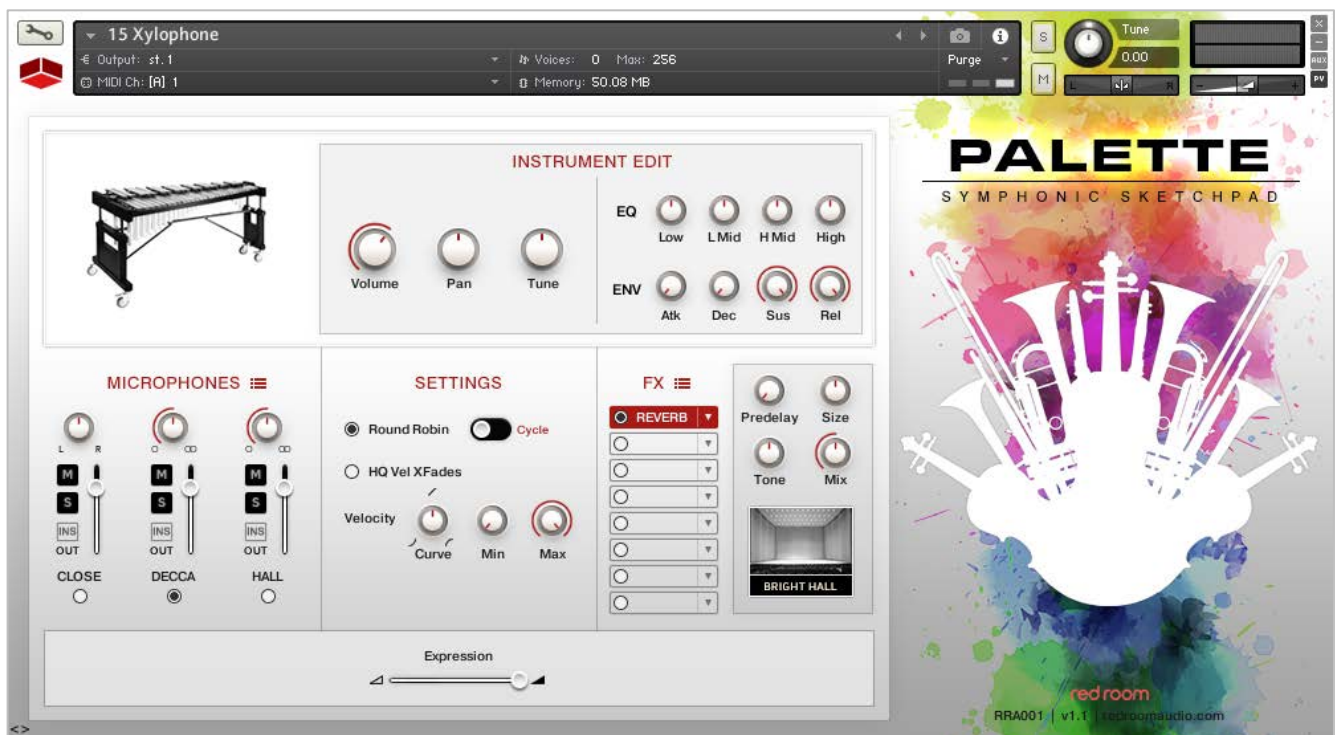 15 Xylophone
Output: st.1
Voices: 0 Max: 256
Purge
MIDI Ch: [A] 1
Memory: 50.08 MB
S
M
Tune
0.00
L R
- +
X
-
AUX
PV
INSTRUMENT EDIT
Volume Pan Tune
EQ
Low L Mid H Mid High
ENV
Atk Dec Sus Rel
MICROPHONES
L R
M M M
S S S
INS INS INS
OUT OUT OUT
CLOSE DECCA HALL
SETTINGS
Round Robin Cycle
HQ Vel XFades
Velocity
Curve Min Max
FX
REVERB
Predelay Size
Tone Mix
BRIGHT HALL
Expression
PALETTE
SYMPHONIC SKETCHPAD
red room
RRA001 | v1.1 | redroomaudio.com
<>